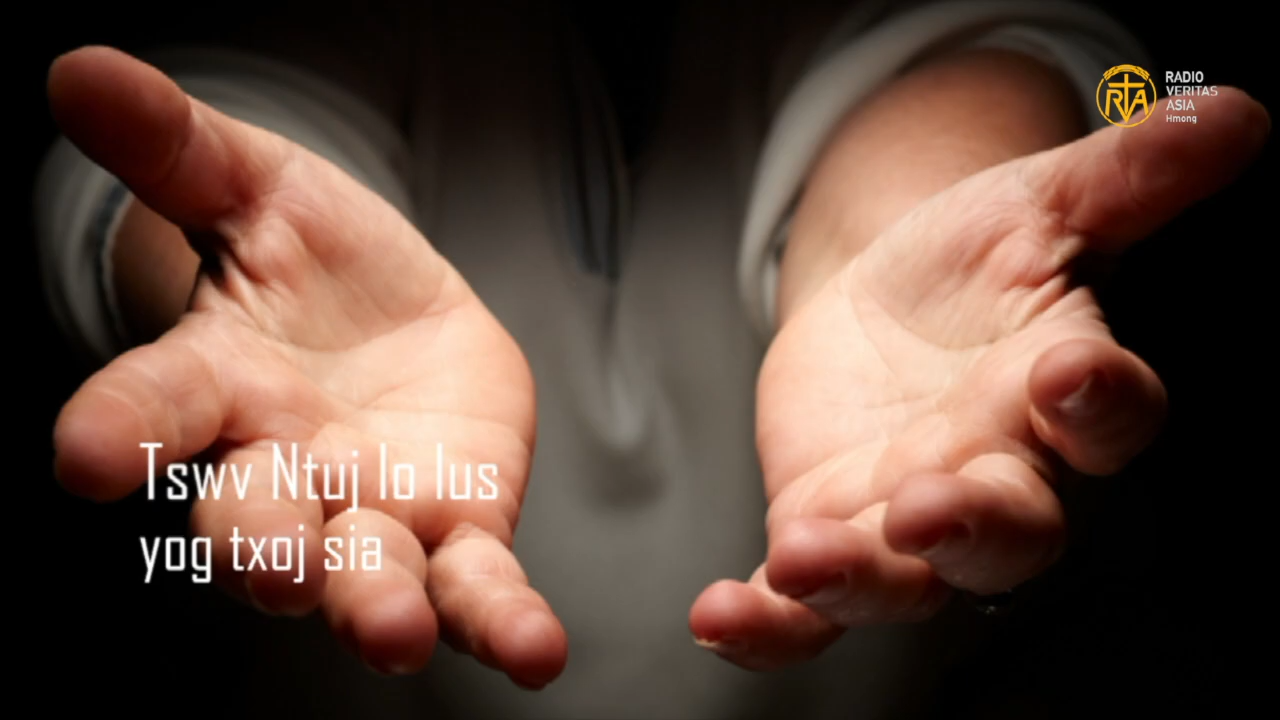 RTA
RADIO
VERITAS
ASIA
Hmong
Tswv Ntuj lo lus
yog txoj sia